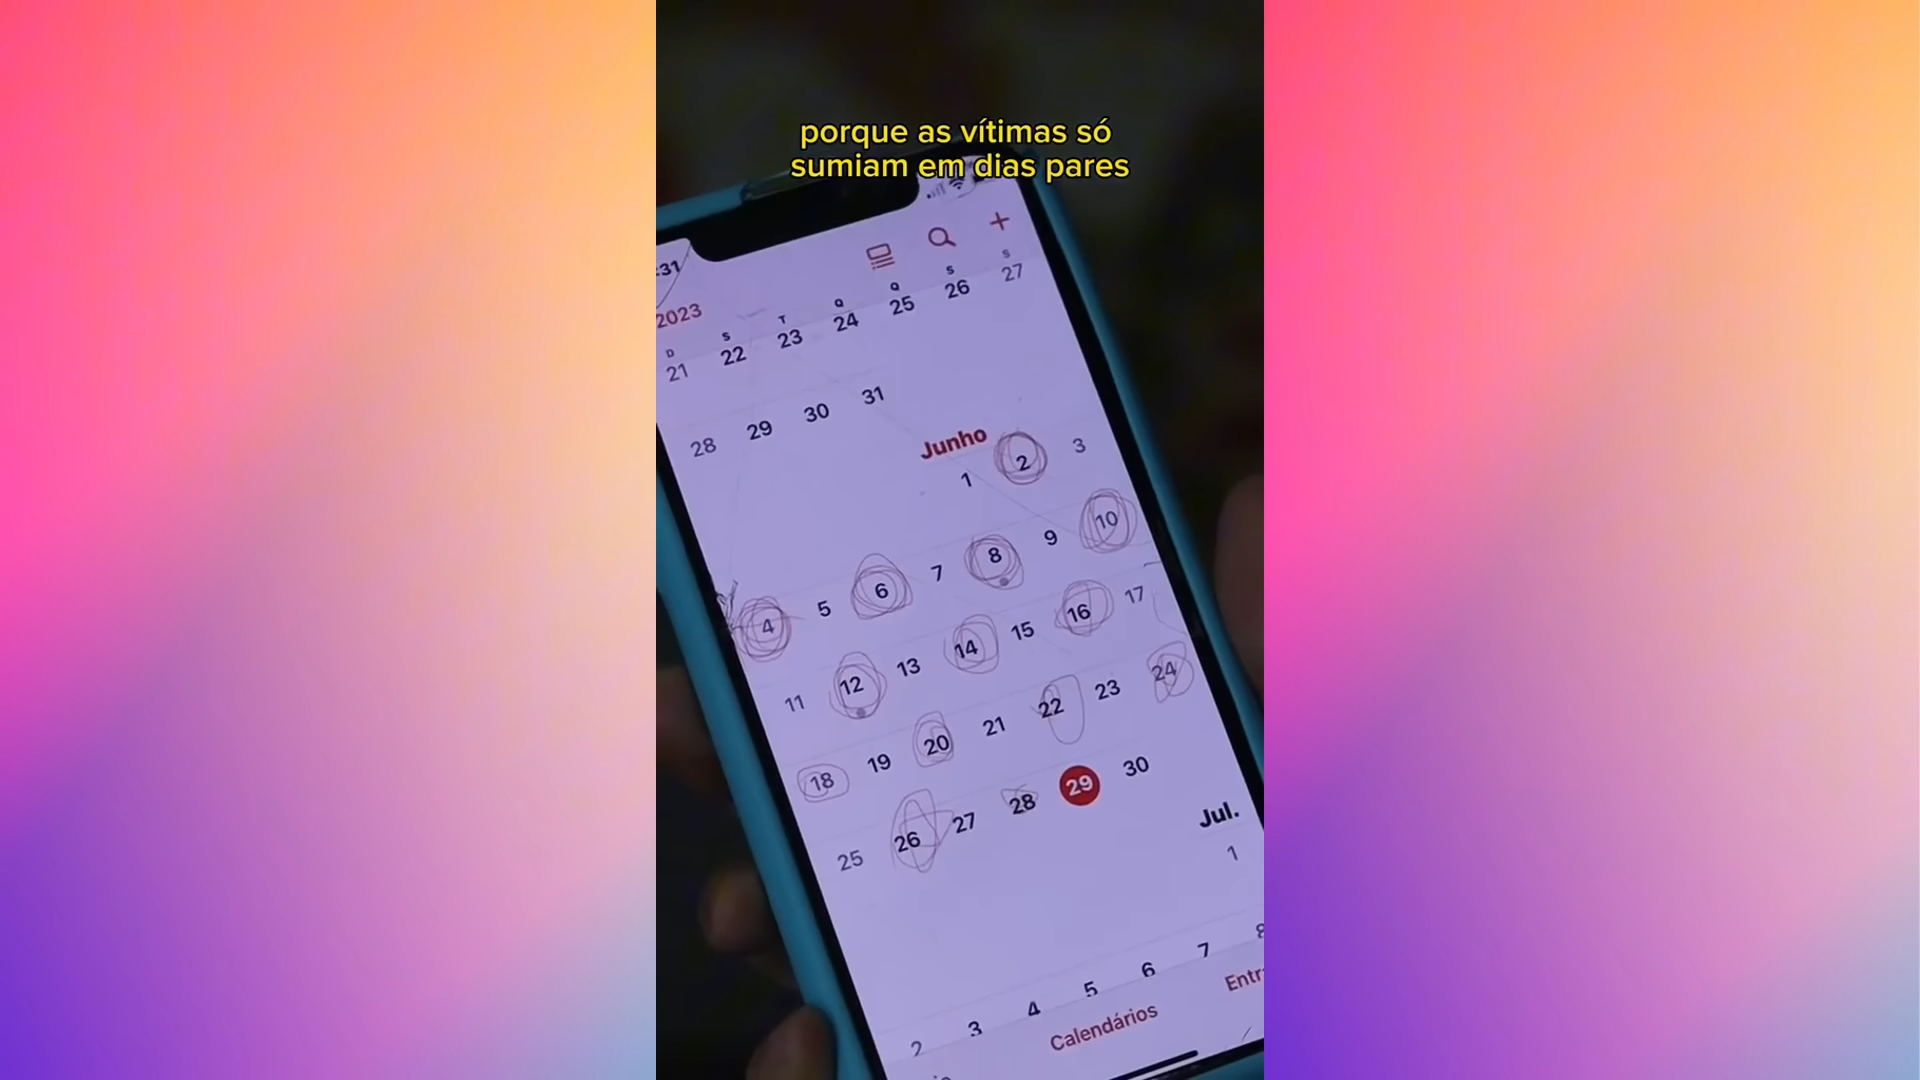 porque as vítimas só
sumiam em dias pares
:31
2023
D S T Q Q S S
21 22 23 24 25 26 27
28 29 30 31
Junho
1 2 3
4 5 6 7 8 9 10
11 12 13 14 15 16 17
18 19 20 21 22 23 24
25 26 27 28 29 30
Jul.
1
2 3 4 5 6 7 8
Calendários